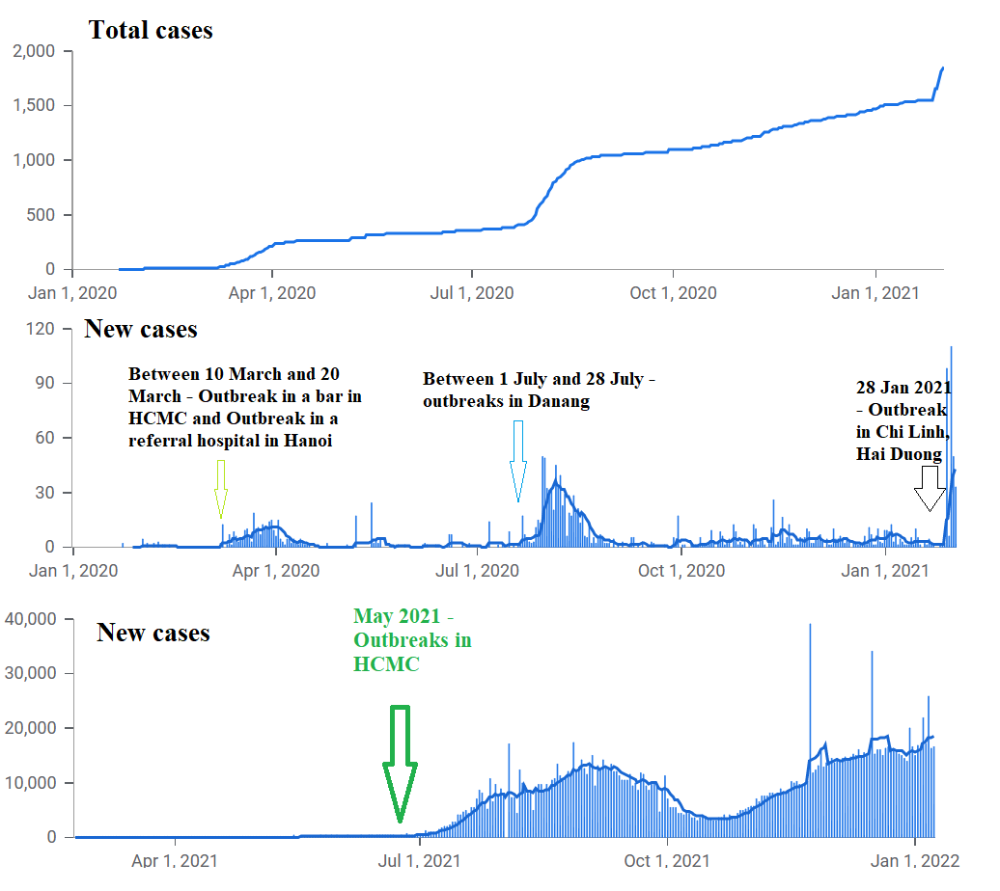 Total cases
2,000
1,500
1,000
500
0
Jan 1, 2020 Apr 1, 2020 Jul 1, 2020 Oct 1, 2020 Jan 1, 2021
New cases
120
90
60
30
0
Between 10 March and 20
March - Outbreak in a bar in
HCMC and Outbreak in a
referral hospital in Hanoi
Between 1 July and 28 July -
outbreaks in Danang
28 Jan 2021
- Outbreak
in Chi Linh,
Hai Duong
Jan 1, 2020 Apr 1, 2020 Jul 1, 2020 Oct 1, 2020 Jan 1, 2021
New cases
40,000
30,000
20,000
10,000
0
May 2021 -
Outbreaks in
HCMC
Apr 1, 2021 Jul 1, 2021 Oct 1, 2021 Jan 1, 2022